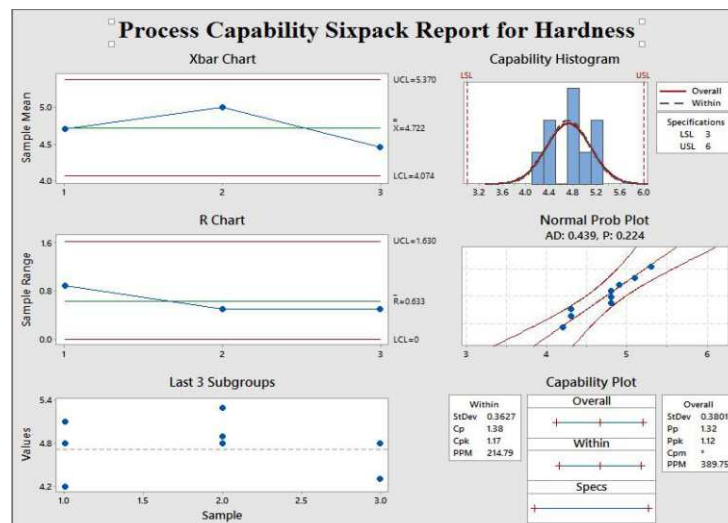 Process Capability Sixpack Report for Hardness
Xbar Chart
Sample Mean
5.0
4.5
4.0
1
2
3
UCL=5.370
X=4.722
LCL=4.074
Capability Histogram
LSL
USL
3.2 3.6 4.0 4.4 4.8 5.2 5.6 6.0
Overall
Within
Specifications
LSL 3
USL 6
R Chart
Sample Range
1.6
0.8
0.0
1
2
3
UCL=1.630
R=0.633
LCL=0
Normal Prob Plot
AD: 0.439, P: 0.224
3 4 5 6
Last 3 Subgroups
Values
5.4
4.8
4.2
1.0 1.5 2.0 2.5 3.0
Sample
Capability Plot
Within
StDev 0.3627
Cp 1.38
Cpk 1.17
PPM 214.79
Overall
Within
Specs
Overall
StDev 0.3801
Pp 1.32
Ppk 1.12
Cpm *
PPM 389.75